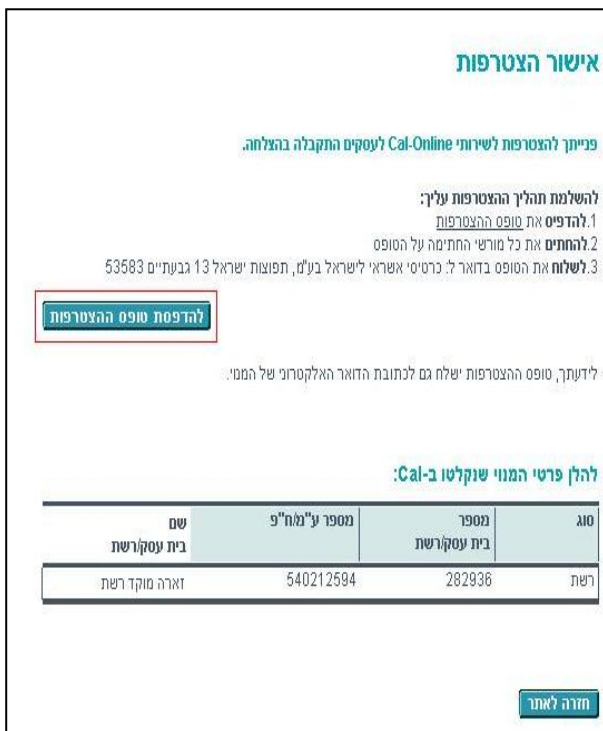 אישור הצטרפות
פנייתך להצטרפות לשירותי Cal-Online לעסקים התקבלה בהצלחה.
להשלמת תהליך ההצטרפות עליך:
1.להדפיס את טופס ההצטרפות
2.להחתים את כל מורשי החתימה על הטופס
3.לשלוח את הטופס בדואר ל: כרטיסי אשראי לישראל בע"מ, תפוצות ישראל 13 גבעתיים 53583
להדפסת טופס ההצטרפות
לידעתך, טופס ההצטרפות ישלח גם לכתובת הדואר האלקטרוני של המנוי.
להלן פרטי המנוי שנקלטו ב-Cal:
סוג מספר מספר ע"מ/ח"פ שם
בית עסק/רשת בית עסק/רשת
רשת 282936 540212594 זארה מוקד רשת
חזרה לאתר